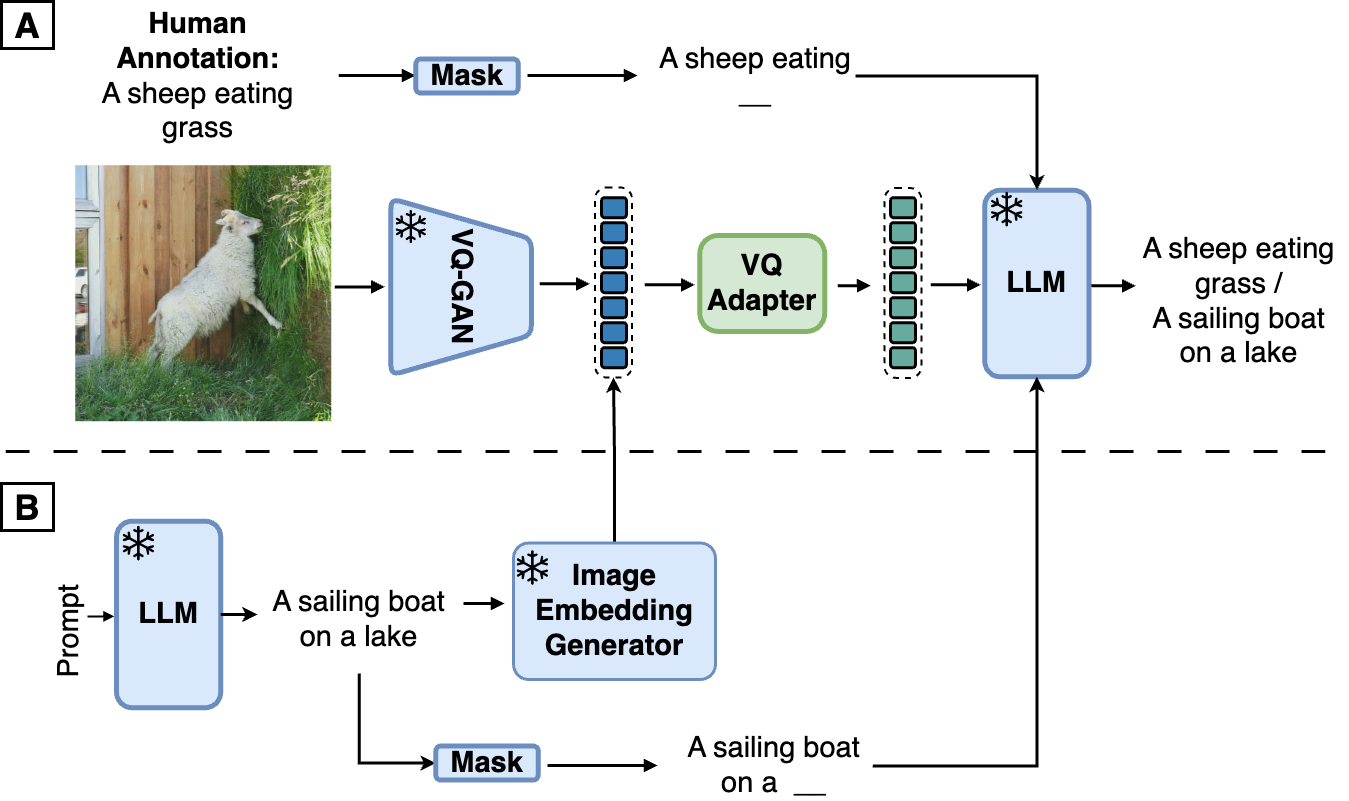 A
Human
Annotation:
A sheep eating
grass
Mask
A sheep eating
__
VQ-GAN
VQ
Adapter
LLM
A sheep eating
grass /
A sailing boat
on a lake
B
Prompt
LLM
A sailing boat
on a lake
Image
Embedding
Generator
Mask
A sailing boat
on a __